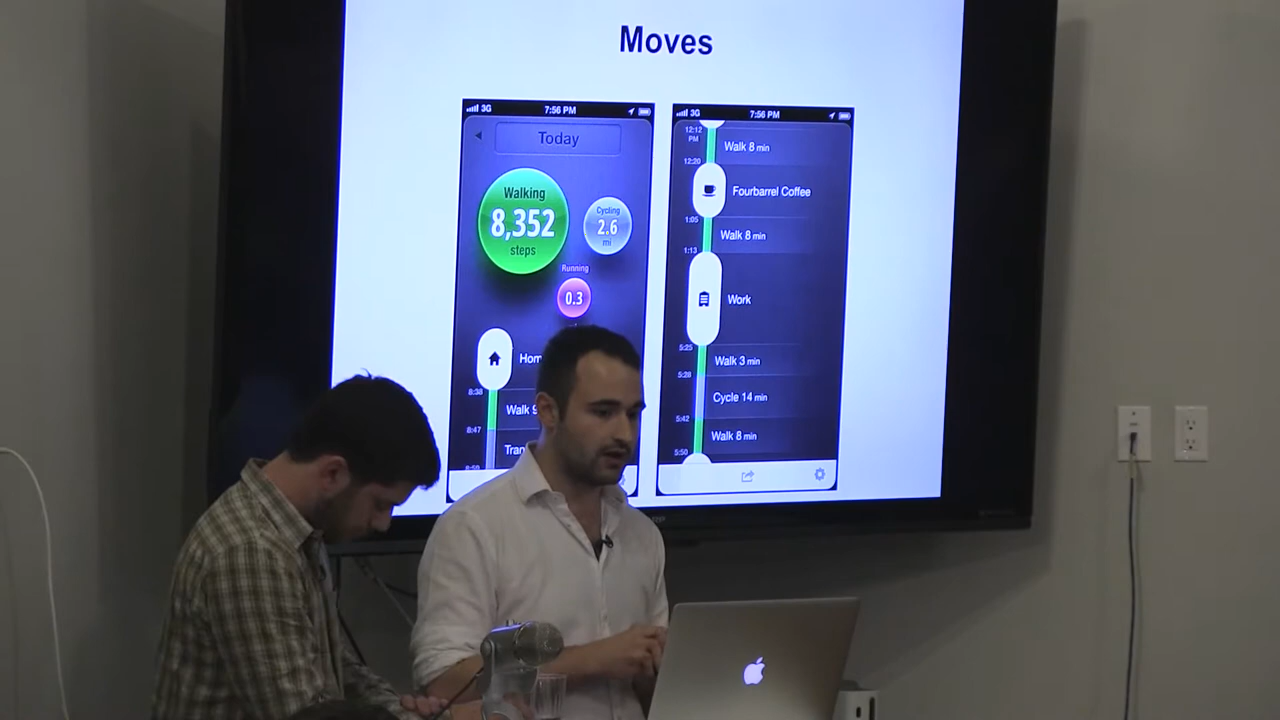 Moves
3G 7:56 PM
Today
Walking
8,352
steps
Cycling
2.6
mi
Running
0.3
8:38
8:47
Walk
3G 7:56 PM
12:12 PM
Walk 8 min
12:20
Fourbarrel Coffee
1:05
Walk 8 min
1:13
Work
5:25
Walk 3 min
5:28
Cycle 14 min
5:42
Walk 8 min
5:50